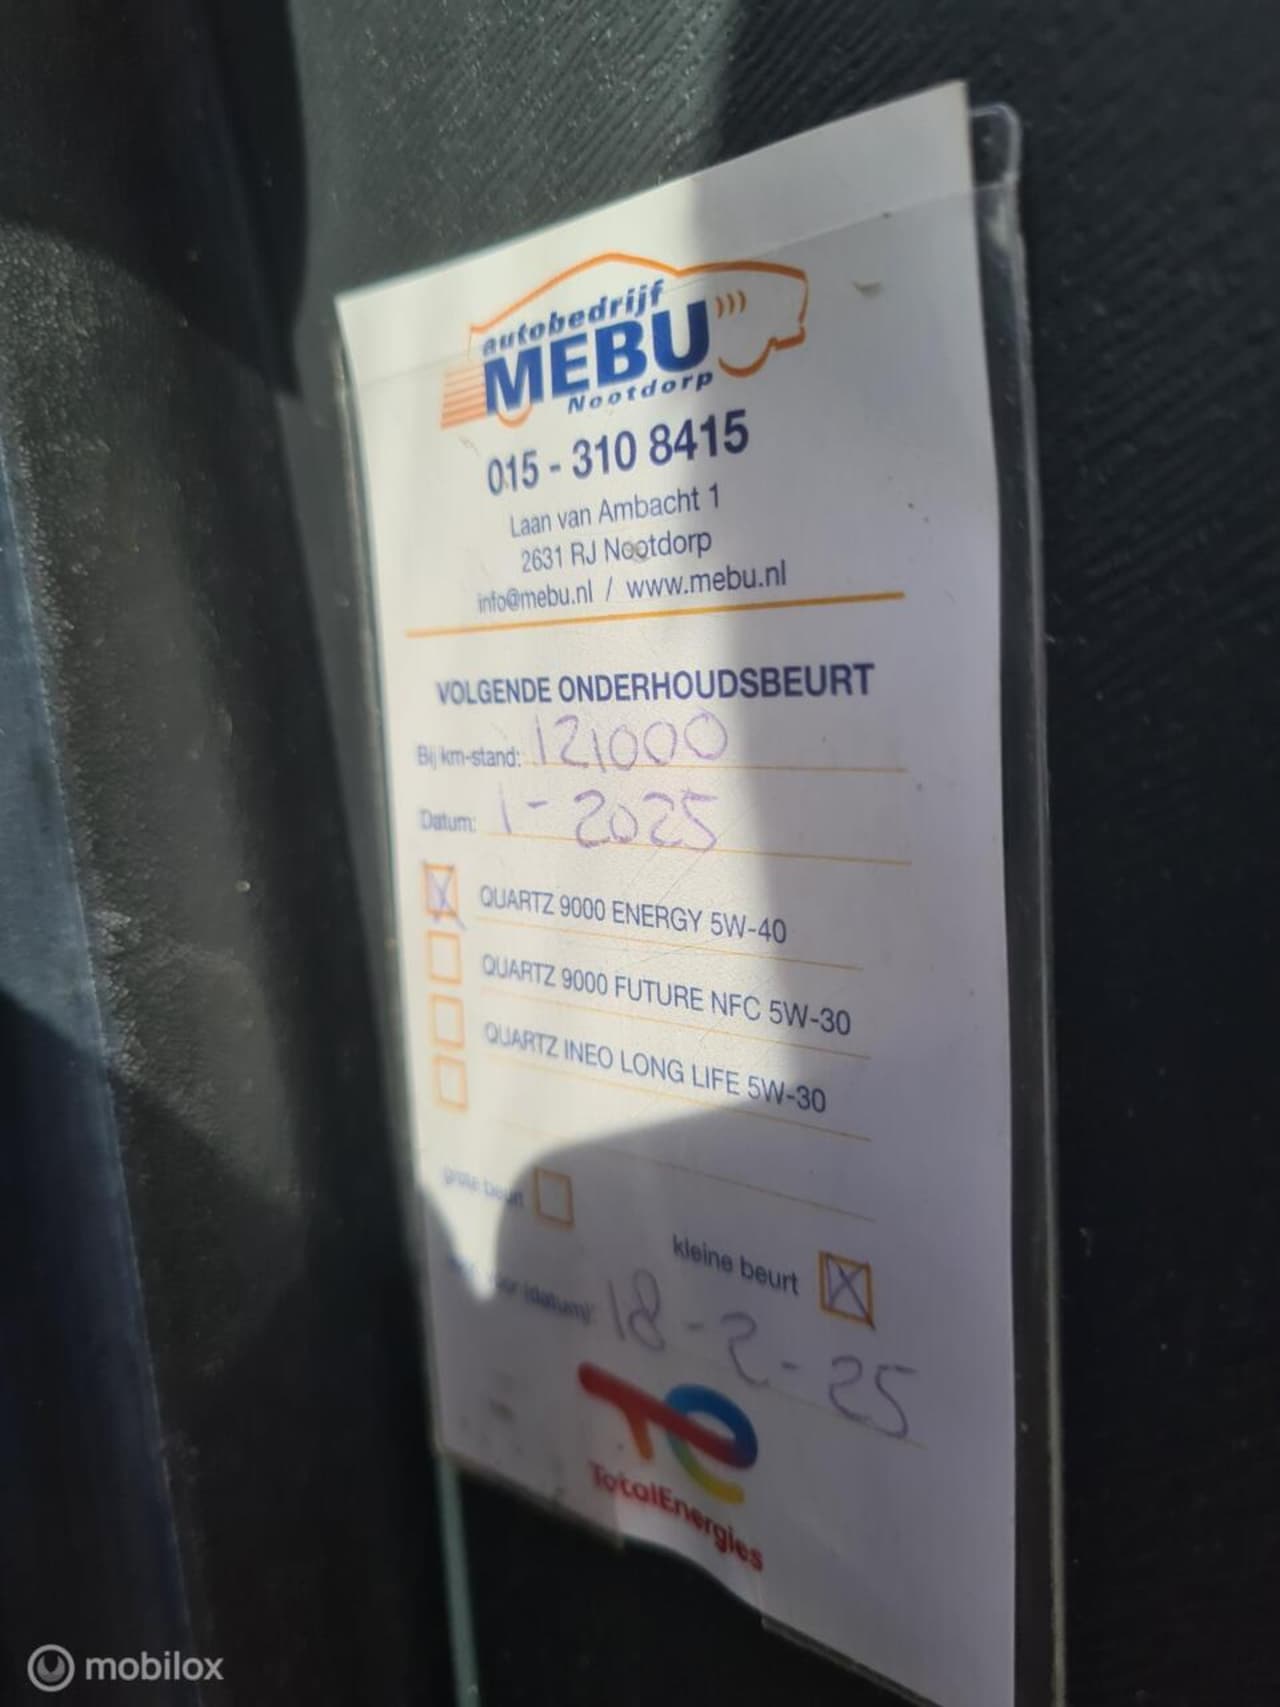 autobedrijf
MEBU
Nootdorp
015 - 310 8415
Laan van Ambacht 1
2631 RJ Nootdorp
info@mebu.nl / www.mebu.nl
VOLGENDE ONDERHOUDSBEURT
Bij km-stand: 121000
Datum: 1-2025
QUARTZ 9000 ENERGY 5W-40
QUARTZ 9000 FUTURE NFC 5W-30
QUARTZ INEO LONG LIFE 5W-30
grote beurt
kleine beurt
(datum): 18-2-25
TotalEnergies
mobilox